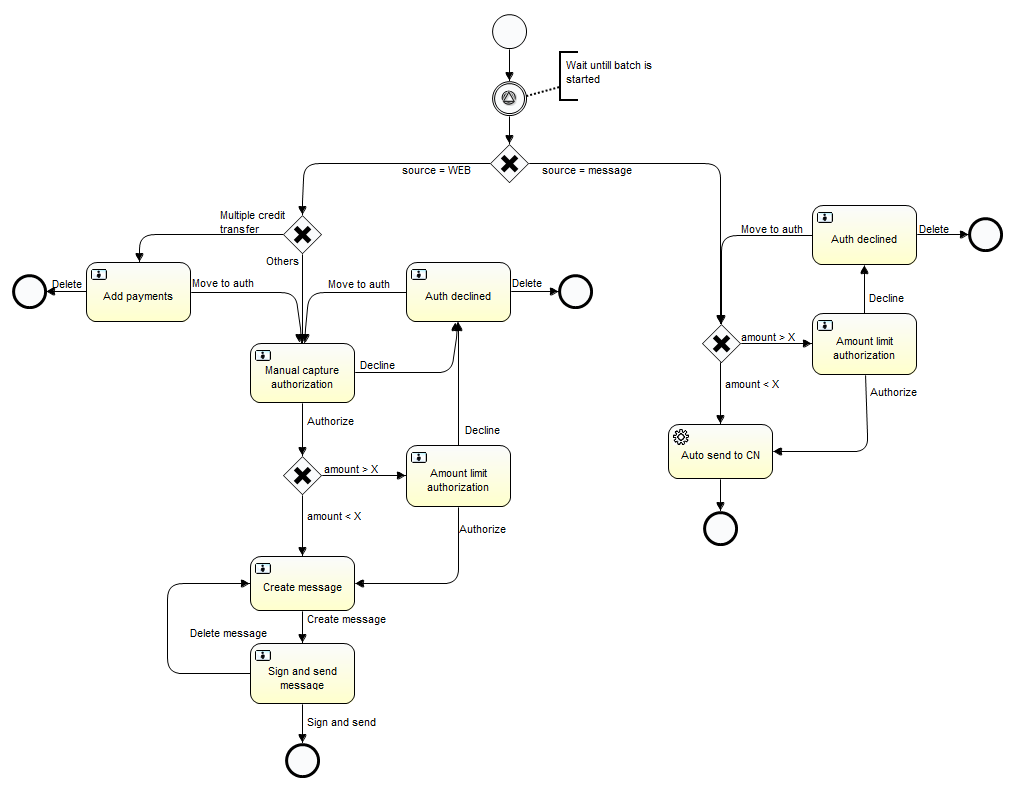 Wait untill batch is
started
source = WEB
source = message
Multiple credit
transfer
Others
Move to auth
Auth declined
Delete
Delete
Add payments
Move to auth
Move to auth
Auth declined
Delete
Decline
amount > X
Amount limit
authorization
Manual capture
authorization
Decline
amount < X
Authorize
Authorize
Decline
Auto send to CN
amount > X
Amount limit
authorization
amount < X
Authorize
Create message
Create message
Delete message
Sign and send
message
Sign and send